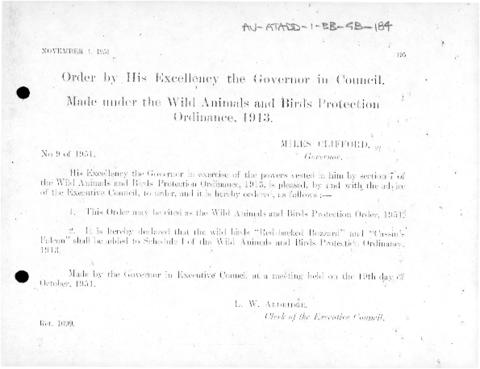 AU-ATADD-1-BB-GB-184
NOVEMBER 1, 1951
195
Order by His Excellency the Governor in Council.
Made under the Wild Animals and Birds Protection
Ordinance, 1913.
MILES CLIFFORD,
Governor.
No 9 of 1951.
His Excellency the Governor in exercise of the powers vested in him by section 7 of
the Wild Animals and Birds Protection Ordinance, 1913, is pleased, by and with the advice
of the Executive Council, to order, and it is hereby ordered, as follows :—
1. This Order may be cited as the Wild Animals and Birds Protection Order, 1951.
2. It is hereby declared that the wild birds "Red-backed Buzzard" and "Cassin's
Falcon" shall be added to Schedule I of the Wild Animals and Birds Protection Ordinance,
1913.
Made by the Governor in Executive Council at a meeting held on the 19th day of
October, 1951.
L. W. ALDRIDGE,
Clerk of the Executive Council.
Ref. 1099.